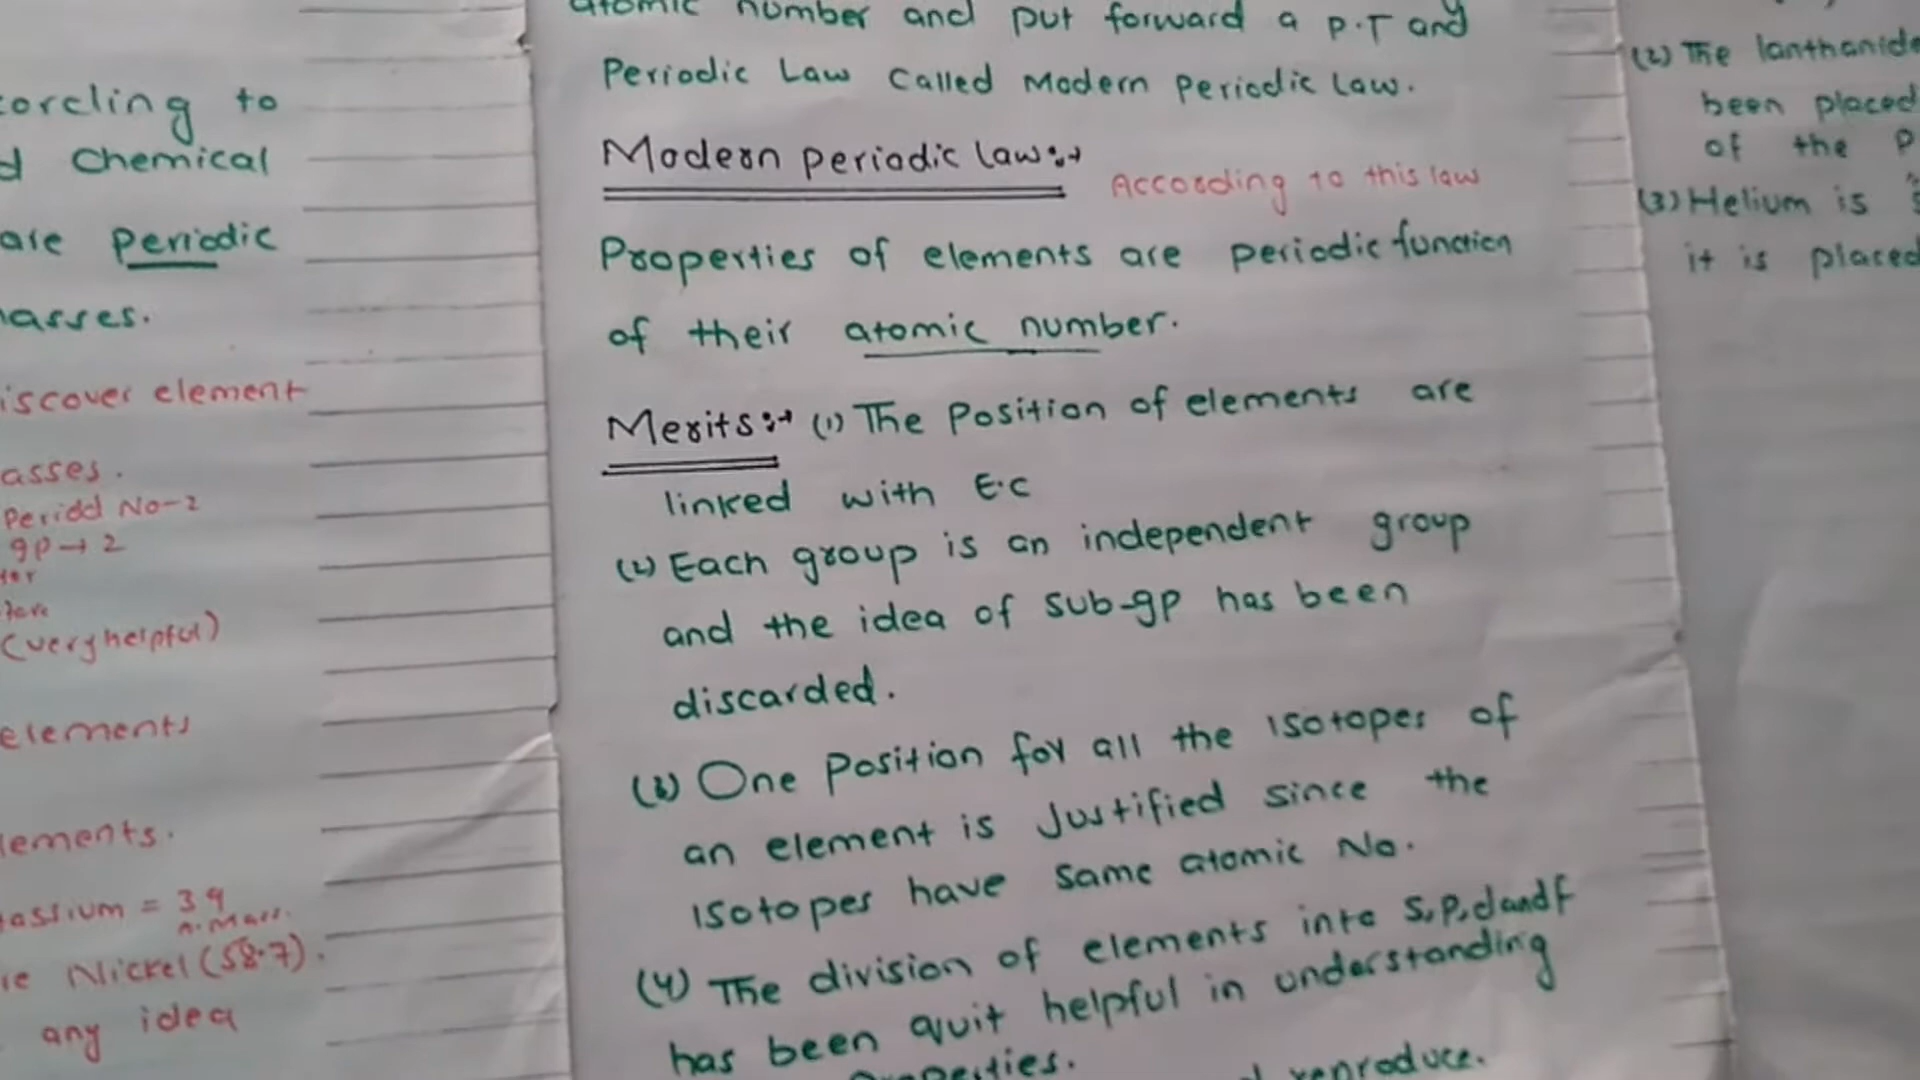 cording to
d Chemical
are periodic
masses.
iscover element
asses.
Period No-2
gp→2
(very helpful)
elements
lements.
tassium = 39
Nickel (58.7).
any idea
atomic number and put forward a P.T and
Periodic Law Called Modern Periodic Law.
Modern periodic law:→
According to this law
Properties of elements are periodic function
of their atomic number.
Merits:→ (1) The Position of elements are
linked with E.C
(2) Each group is an independent group
and the idea of sub-gp has been
discarded.
(3) One Position for all the isotopes of
an element is Justified since the
isotopes have same atomic No.
(4) The division of elements into s,p,d and f
has been quit helpful in understanding
reproduce.
(2) The lanthanide
been placed
of the P
(3) Helium is
it is placed